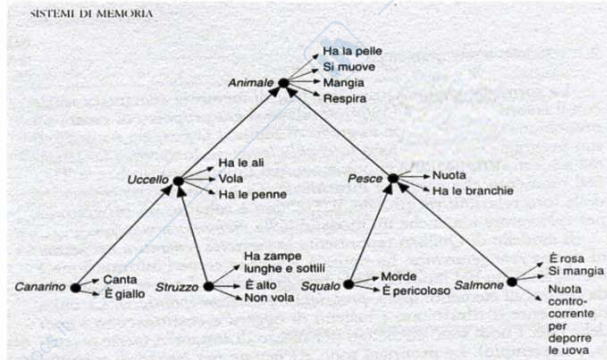 SISTEMI DI MEMORIA
Ha la pelle
Si muove
Animale
Mangia
Respira
Ha le ali
Uccello
Vola
Ha le penne
Pesce
Nuota
Ha le branchie
Canarino
Canta
È giallo
Struzzo
Ha zampe
lunghe e sottili
È alto
Non vola
Squalo
Morde
È pericoloso
Salmone
È rosa
Si mangia
Nuota
contro-
corrente
per
deporre
le uova